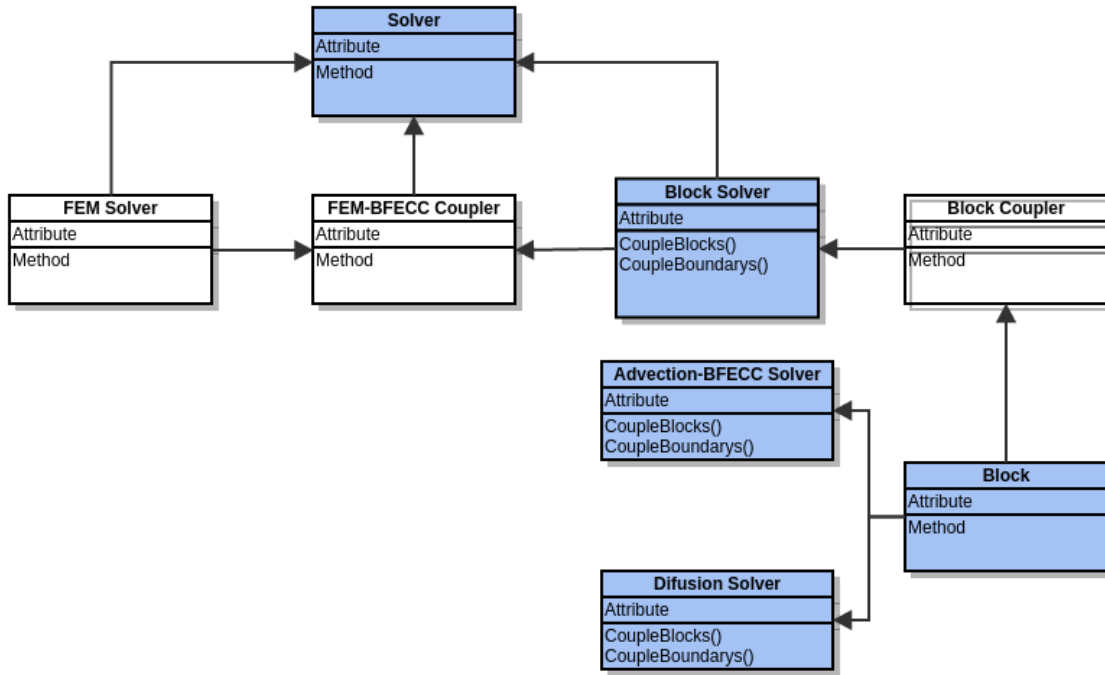 Solver
Attribute
Method
FEM Solver
Attribute
Method
FEM-BFECC Coupler
Attribute
Method
Block Solver
Attribute
CoupleBlocks()
CoupleBoundarys()
Block Coupler
Attribute
Method
Advection-BFECC Solver
Attribute
CoupleBlocks()
CoupleBoundarys()
Block
Attribute
Method
Difusion Solver
Attribute
CoupleBlocks()
CoupleBoundarys()